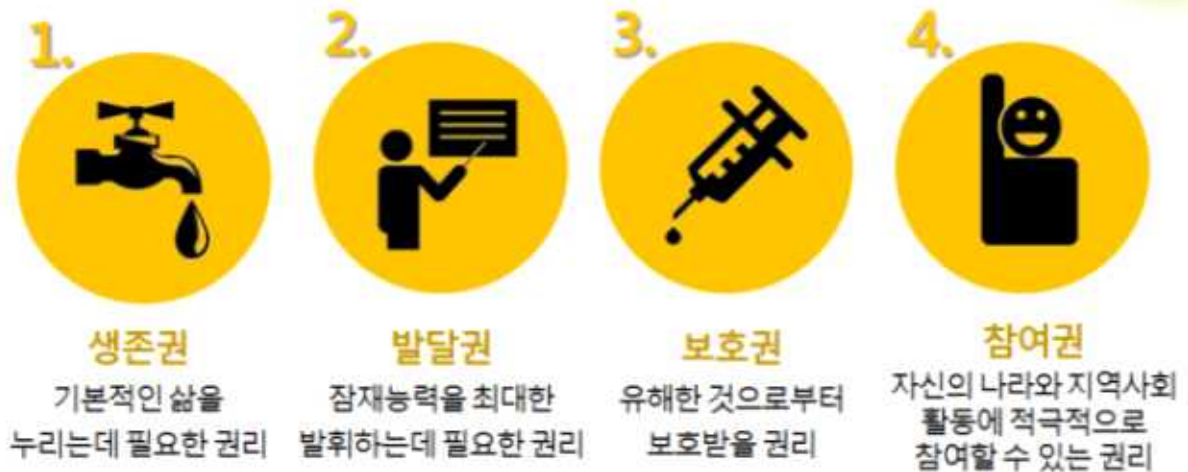 1.
생존권
기본적인 삶을
누리는데 필요한 권리
2.
발달권
잠재능력을 최대한
발휘하는데 필요한 권리
3.
보호권
유해한 것으로부터
보호받을 권리
4.
참여권
자신의 나라와 지역사회
활동에 적극적으로
참여할 수 있는 권리